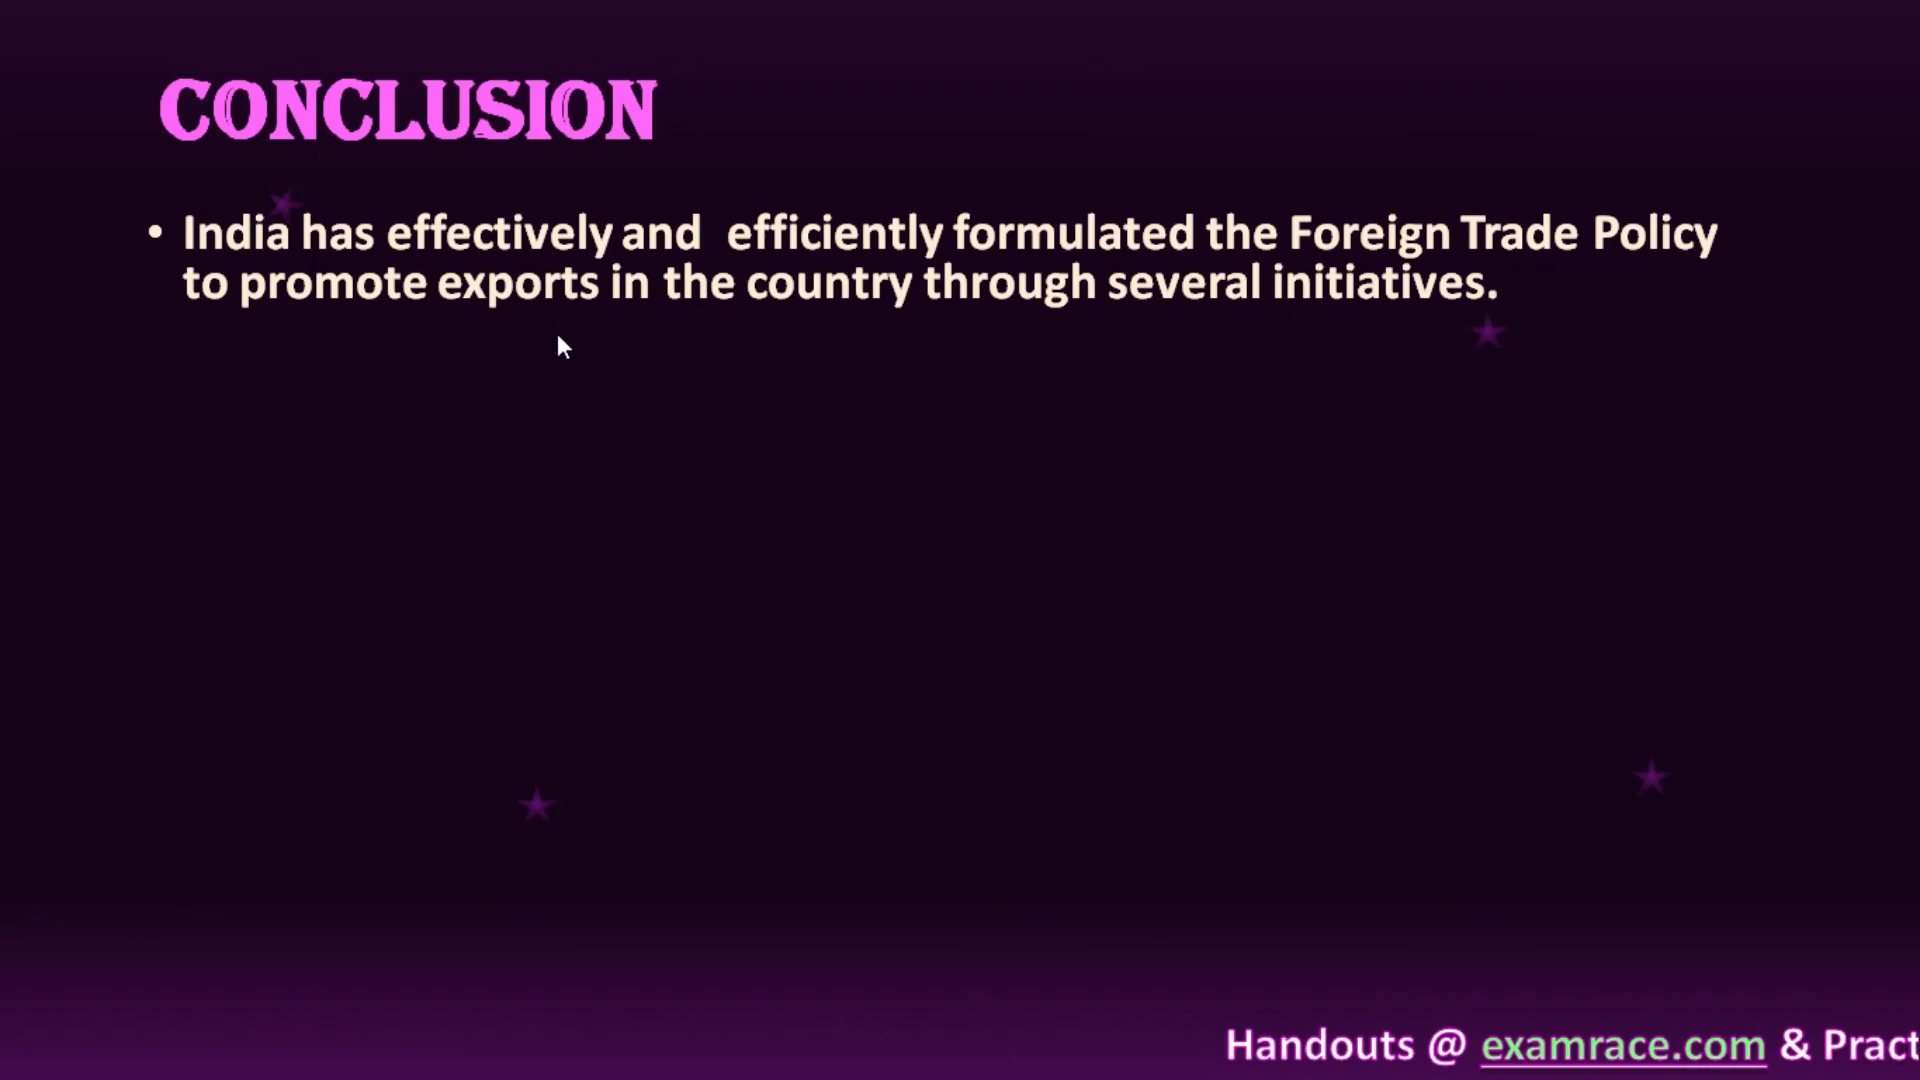 CONCLUSION
• India has effectively and efficiently formulated the Foreign Trade Policy
to promote exports in the country through several initiatives.
Handouts @ examrace.com & Pract